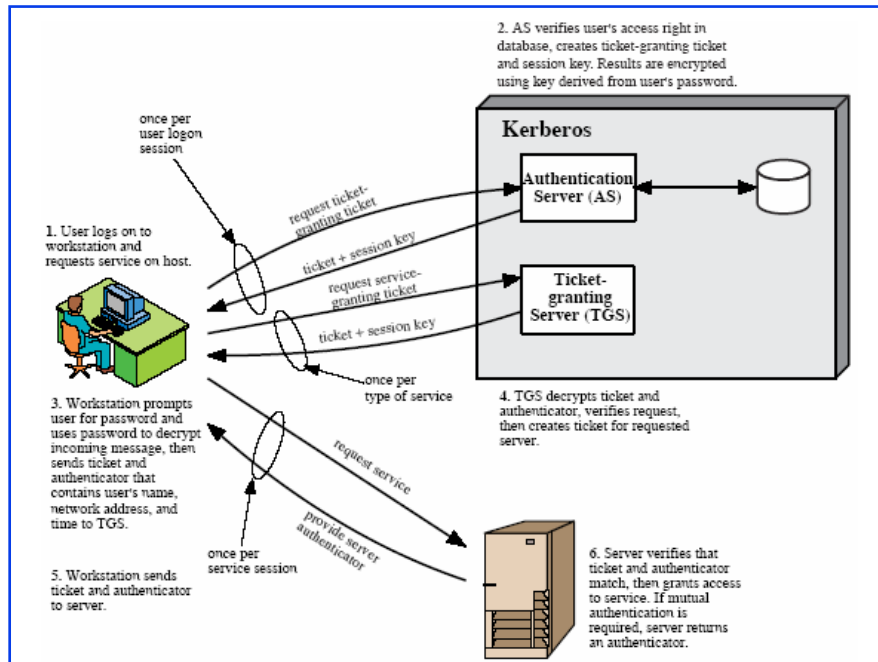 2. AS verifies user's access right in
database, creates ticket-granting ticket
and session key. Results are encrypted
using key derived from user's password.
once per
user logon
session
Kerberos
Authentication
Server (AS)
request ticket-
granting ticket
1. User logs on to
workstation and
requests service on host.
ticket + session key
request service-
granting ticket
Ticket-
granting
Server (TGS)
ticket + session key
once per
type of service
3. Workstation prompts
user for password and
uses password to decrypt
incoming message, then
sends ticket and
authenticator that
contains user's name,
network address, and
time to TGS.
4. TGS decrypts ticket and
authenticator, verifies request,
then creates ticket for requested
server.
request service
provide server
authenticator
once per
service session
5. Workstation sends
ticket and authenticator
to server.
6. Server verifies that
ticket and authenticator
match, then grants access
to service. If mutual
authentication is
required, server returns
an authenticator.